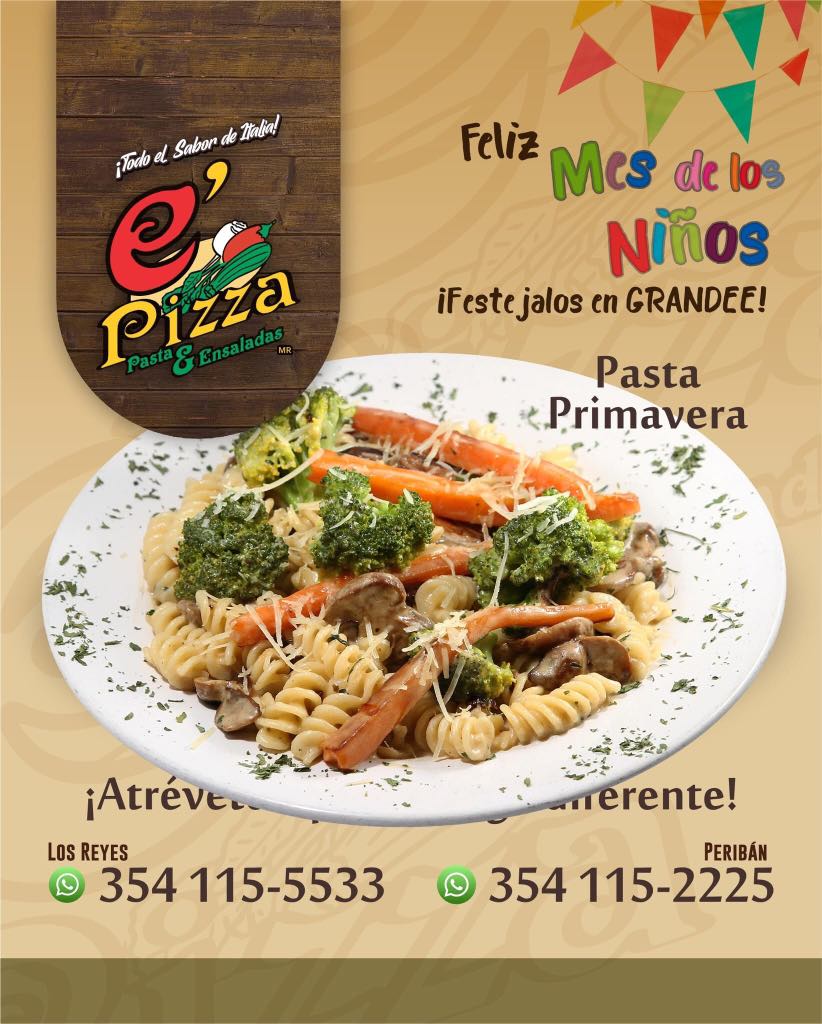 ¡Todo el Sabor de Italia!
e'
Pizza
Pasta & Ensaladas
MR
Feliz Mes de los
Niños
¡Festejalos en GRANDEE!
Pasta
Primavera
diferente!
LOS REYES
354 115-5533
PERIBÁN
354 115-2225